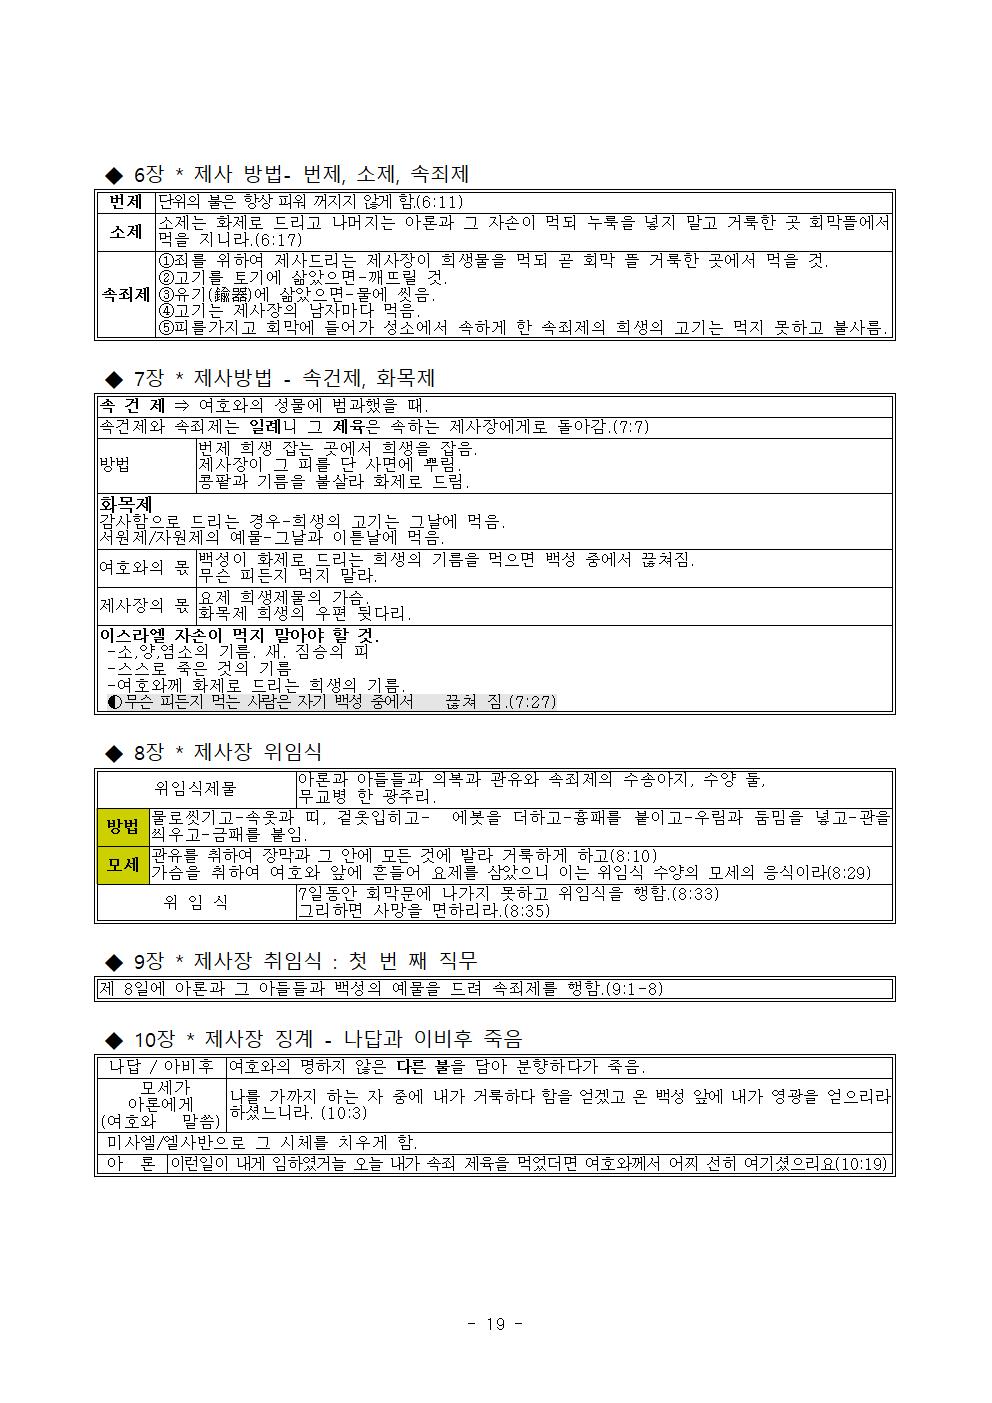 ◆ 6장 * 제사 방법- 번제, 소제, 속죄제
번제 단위의 불은 항상 피워 꺼지지 않게 함.(6:11)
소제 소제는 화제로 드리고 나머지는 아론과 그 자손이 먹되 누룩을 넣지 말고 거룩한 곳 회막뜰에서
먹을 지니라.(6:17)
①죄를 위하여 제사드리는 제사장이 희생물을 먹되 곧 회막 뜰 거룩한 곳에서 먹을 것.
②고기를 토기에 삶았으면-깨뜨릴 것.
속죄제 ③유기(鍮器)에 삶았으면-물에 씻음.
④고기는 제사장의 남자마다 먹음.
⑤피를가지고 회막에 들어가 성소에서 속하게 한 속죄제의 희생의 고기는 먹지 못하고 불사름.
◆ 7장 * 제사방법 - 속건제, 화목제
속 건 제 ⇒ 여호와의 성물에 범과했을 때.
속건제와 속죄제는 일례니 그 제육은 속하는 제사장에게로 돌아감.(7:7)
번제 희생 잡는 곳에서 희생을 잡음.
방법 제사장이 그 피를 단 사면에 뿌림.
콩팥과 기름을 불살라 화제로 드림.
화목제
감사함으로 드리는 경우-희생의 고기는 그날에 먹음.
서원제/자원제의 예물-그날과 이튿날에 먹음.
여호와의 몫 백성이 화제로 드리는 희생의 기름을 먹으면 백성 중에서 끊쳐짐.
무슨 피든지 먹지 말라.
제사장의 몫 요제 희생제물의 가슴.
화목제 희생의 우편 뒷다리.
이스라엘 자손이 먹지 말아야 할 것.
-소,양,염소의 기름. 새. 짐승의 피
-스스로 죽은 것의 기름
-여호와께 화제로 드리는 희생의 기름.
◐무슨 피든지 먹는 사람은 자기 백성 중에서 끊쳐 짐.(7:27)
◆ 8장 * 제사장 위임식
위임식제물 아론과 아들들과 의복과 관유와 속죄제의 수송아지, 수양 둘,
무교병 한 광주리.
방법 물로씻기고-속옷과 띠, 겉옷입히고- 에봇을 더하고-흉패를 붙이고-우림과 둠밈을 넣고-관을
씌우고-금패를 붙임.
모세 관유를 취하여 장막과 그 안에 모든 것에 발라 거룩하게 하고(8:10)
가슴을 취하여 여호와 앞에 흔들어 요제를 삼았으니 이는 위임식 수양의 모세의 응식이라(8:29)
위 임 식 7일동안 회막문에 나가지 못하고 위임식을 행함.(8:33)
그리하면 사망을 면하리라.(8:35)
◆ 9장 * 제사장 취임식 : 첫 번 째 직무
제 8일에 아론과 그 아들들과 백성의 예물을 드려 속죄제를 행함.(9:1-8)
◆ 10장 * 제사장 징계 - 나답과 이비후 죽음
나답 / 아비후 여호와의 명하지 않은 다른 불을 담아 분향하다가 죽음.
모세가
아론에게
(여호와 말씀)
나를 가까지 하는 자 중에 내가 거룩하다 함을 얻겠고 온 백성 앞에 내가 영광을 얻으리라
하셨느니라. (10:3)
미사엘/엘사반으로 그 시체를 치우게 함.
아 론 이런일이 내게 임하였거늘 오늘 내가 속죄 제육을 먹었더면 여호와께서 어찌 선히 여기셨으리요(10:19)
- 19 -